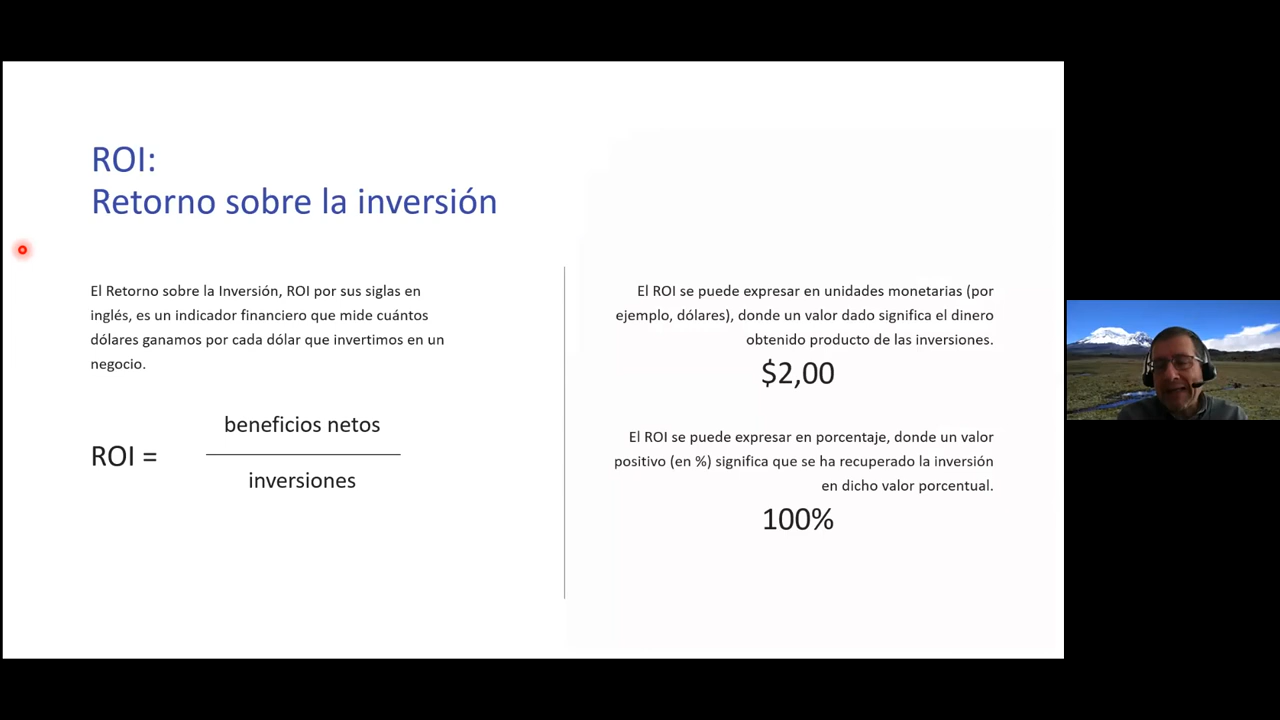 ROI:
Retorno sobre la inversión
El Retorno sobre la Inversión, ROI por sus siglas en
inglés, es un indicador financiero que mide cuántos
dólares ganamos por cada dólar que invertimos en un
negocio.
beneficios netos
ROI =
inversiones
El ROI se puede expresar en unidades monetarias (por
ejemplo, dólares), donde un valor dado significa el dinero
obtenido producto de las inversiones.
$2,00
El ROI se puede expresar en porcentaje, donde un valor
positivo (en %) significa que se ha recuperado la inversión
en dicho valor porcentual.
100%